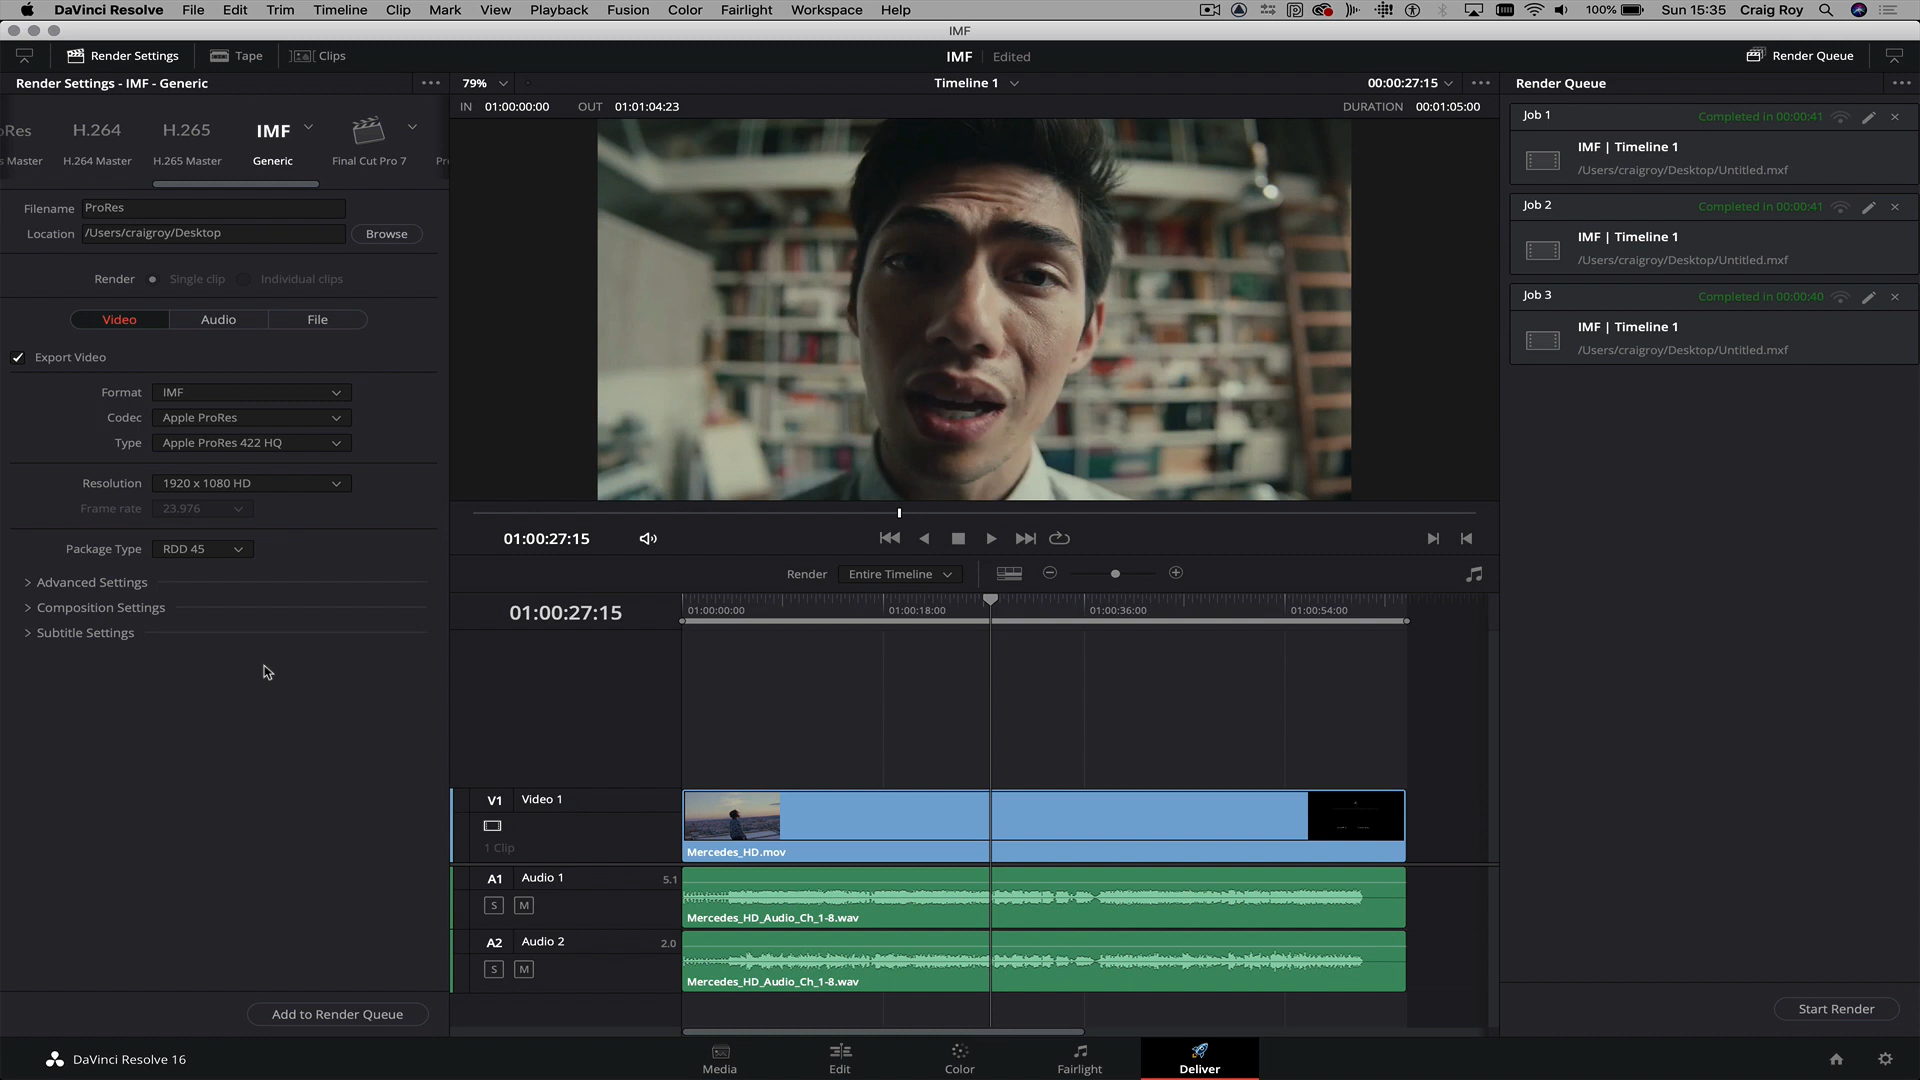 DaVinci Resolve File Edit Trim Timeline Clip Mark View Playback Fusion Color Fairlight Workspace Help 100% Sun 15:35 Craig Roy
IMF
Render Settings Tape Clips IMF Edited Render Queue
Render Settings - IMF - Generic 79% Timeline 1 00:00:27:15 Render Queue
IN 01:00:00:00 OUT 01:01:04:23 DURATION 00:01:05:00
Job 1 Completed in 00:00:41
IMF | Timeline 1
/Users/craigroy/Desktop/Untitled.mxf
Job 2 Completed in 00:00:41
IMF | Timeline 1
/Users/craigroy/Desktop/Untitled.mxf
Job 3 Completed in 00:00:40
IMF | Timeline 1
/Users/craigroy/Desktop/Untitled.mxf
oRes H.264 H.265 IMF
s Master H.264 Master H.265 Master Generic Final Cut Pro 7 Pr
Filename ProRes
Location /Users/craigroy/Desktop Browse
Render Single clip Individual clips
Video Audio File
Export Video
Format IMF
Codec Apple ProRes
Type Apple ProRes 422 HQ
Resolution 1920 x 1080 HD
Frame rate 23.976
Package Type RDD 45
Advanced Settings
Composition Settings
Subtitle Settings
01:00:27:15
Render Entire Timeline
01:00:27:15 01:00:00:00 01:00:18:00 01:00:36:00 01:00:54:00
V1 Video 1
1 Clip
Mercedes_HD.mov
A1 Audio 1 5.1
S M
Mercedes_HD_Audio_Ch_1-8.wav
A2 Audio 2 2.0
S M
Mercedes_HD_Audio_Ch_1-8.wav
Add to Render Queue Start Render
DaVinci Resolve 16 Media Edit Color Fairlight Deliver